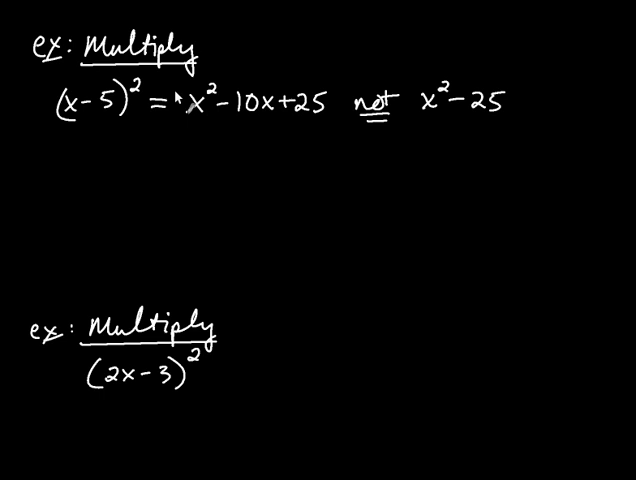 ex: Multiply
(x - 5)² = x² - 10x + 25 not x² - 25
ex: Multiply
(2x - 3)²